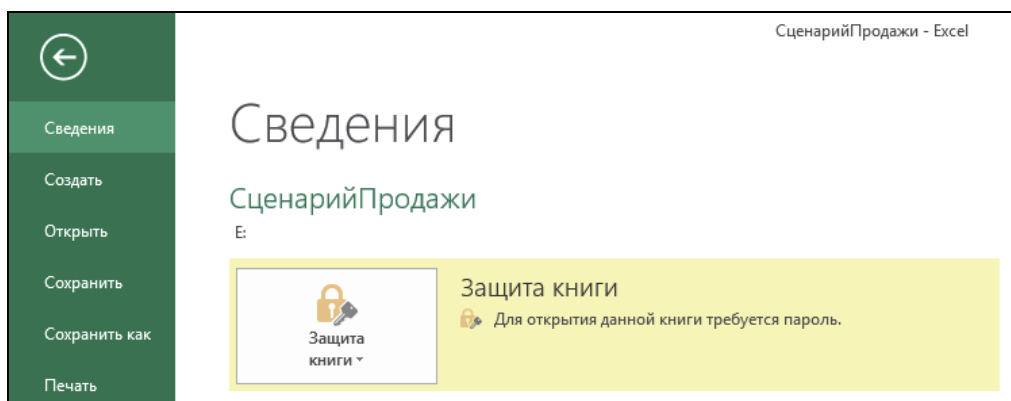 СценарийПродажи - Excel
Сведения
Создать
Открыть
Сохранить
Сохранить как
Печать
Сведения
СценарийПродажи
E:
Защита
книги
Защита книги
Для открытия данной книги требуется пароль.